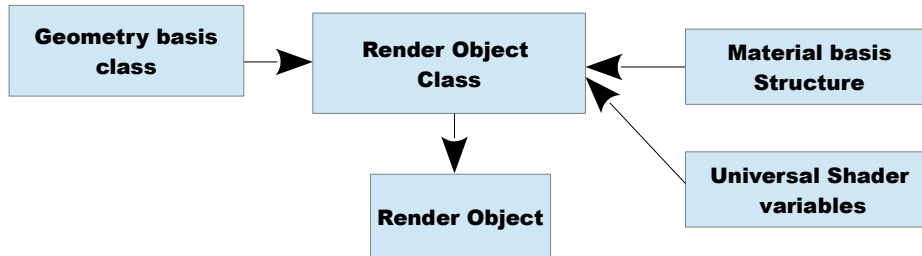 Geometry basis
class
Render Object
Class
Material basis
Structure
Universal Shader
variables
Render Object